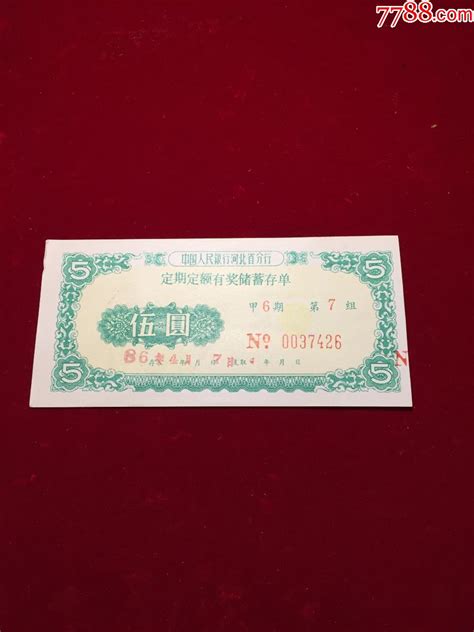 7788.com
中国人民银行河北省分行
定期定额有奖储蓄存单
甲6期 第7组
5 5
伍圆
No 0037426
N
5 5